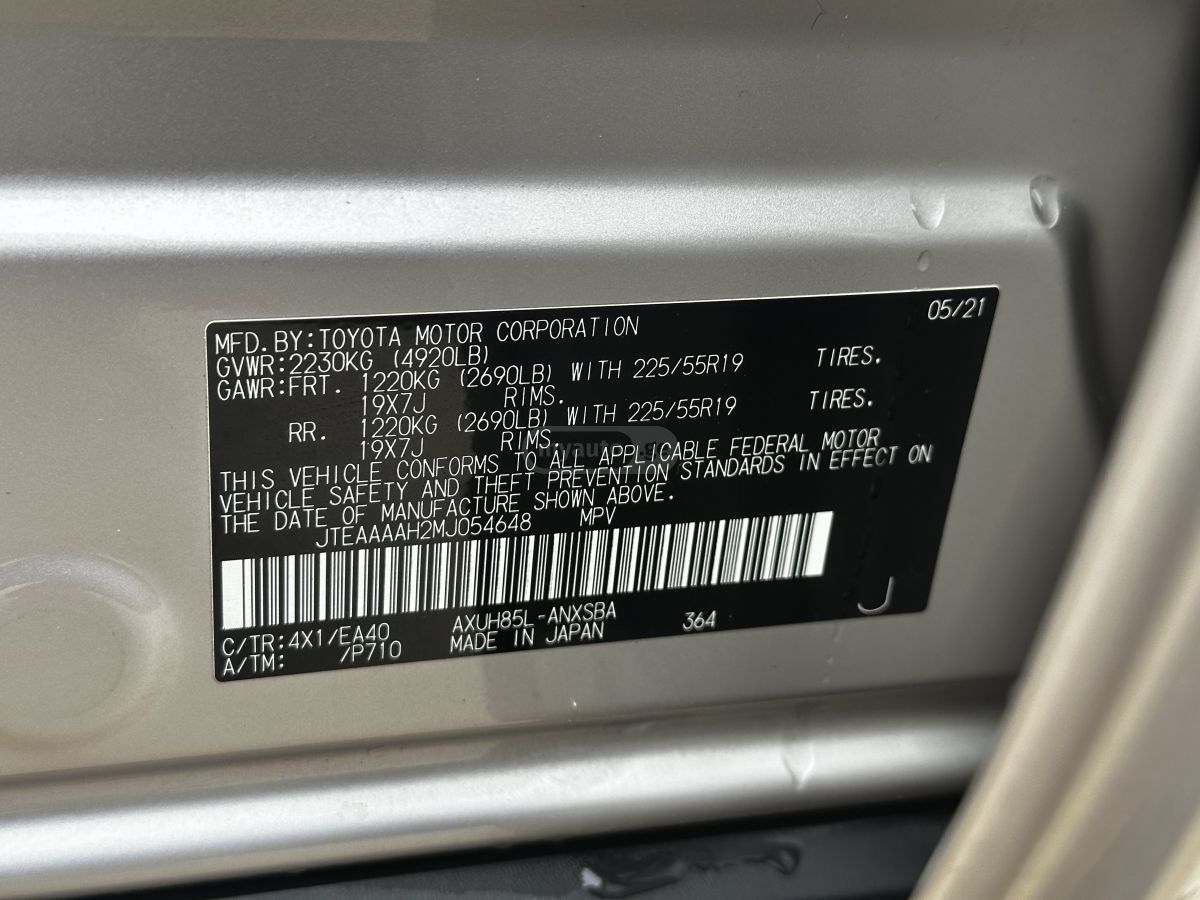 05/21
MFD.BY:TOYOTA MOTOR CORPORATION
GVWR:2230KG (4920LB)
GAWR:FRT. 1220KG (2690LB) WITH 225/55R19 TIRES.
19X7J RIMS.
RR. 1220KG (2690LB) WITH 225/55R19 TIRES.
19X7J RIMS.
THIS VEHICLE CONFORMS TO ALL APPLICABLE FEDERAL MOTOR
VEHICLE SAFETY AND THEFT PREVENTION STANDARDS IN EFFECT ON
THE DATE OF MANUFACTURE SHOWN ABOVE.
JTEAAAAH2MJ054648 MPV
C/TR:4X1/EA40 AXUH85L-ANXSBA 364
A/TM: /P710 MADE IN JAPAN
J
myauto.ge